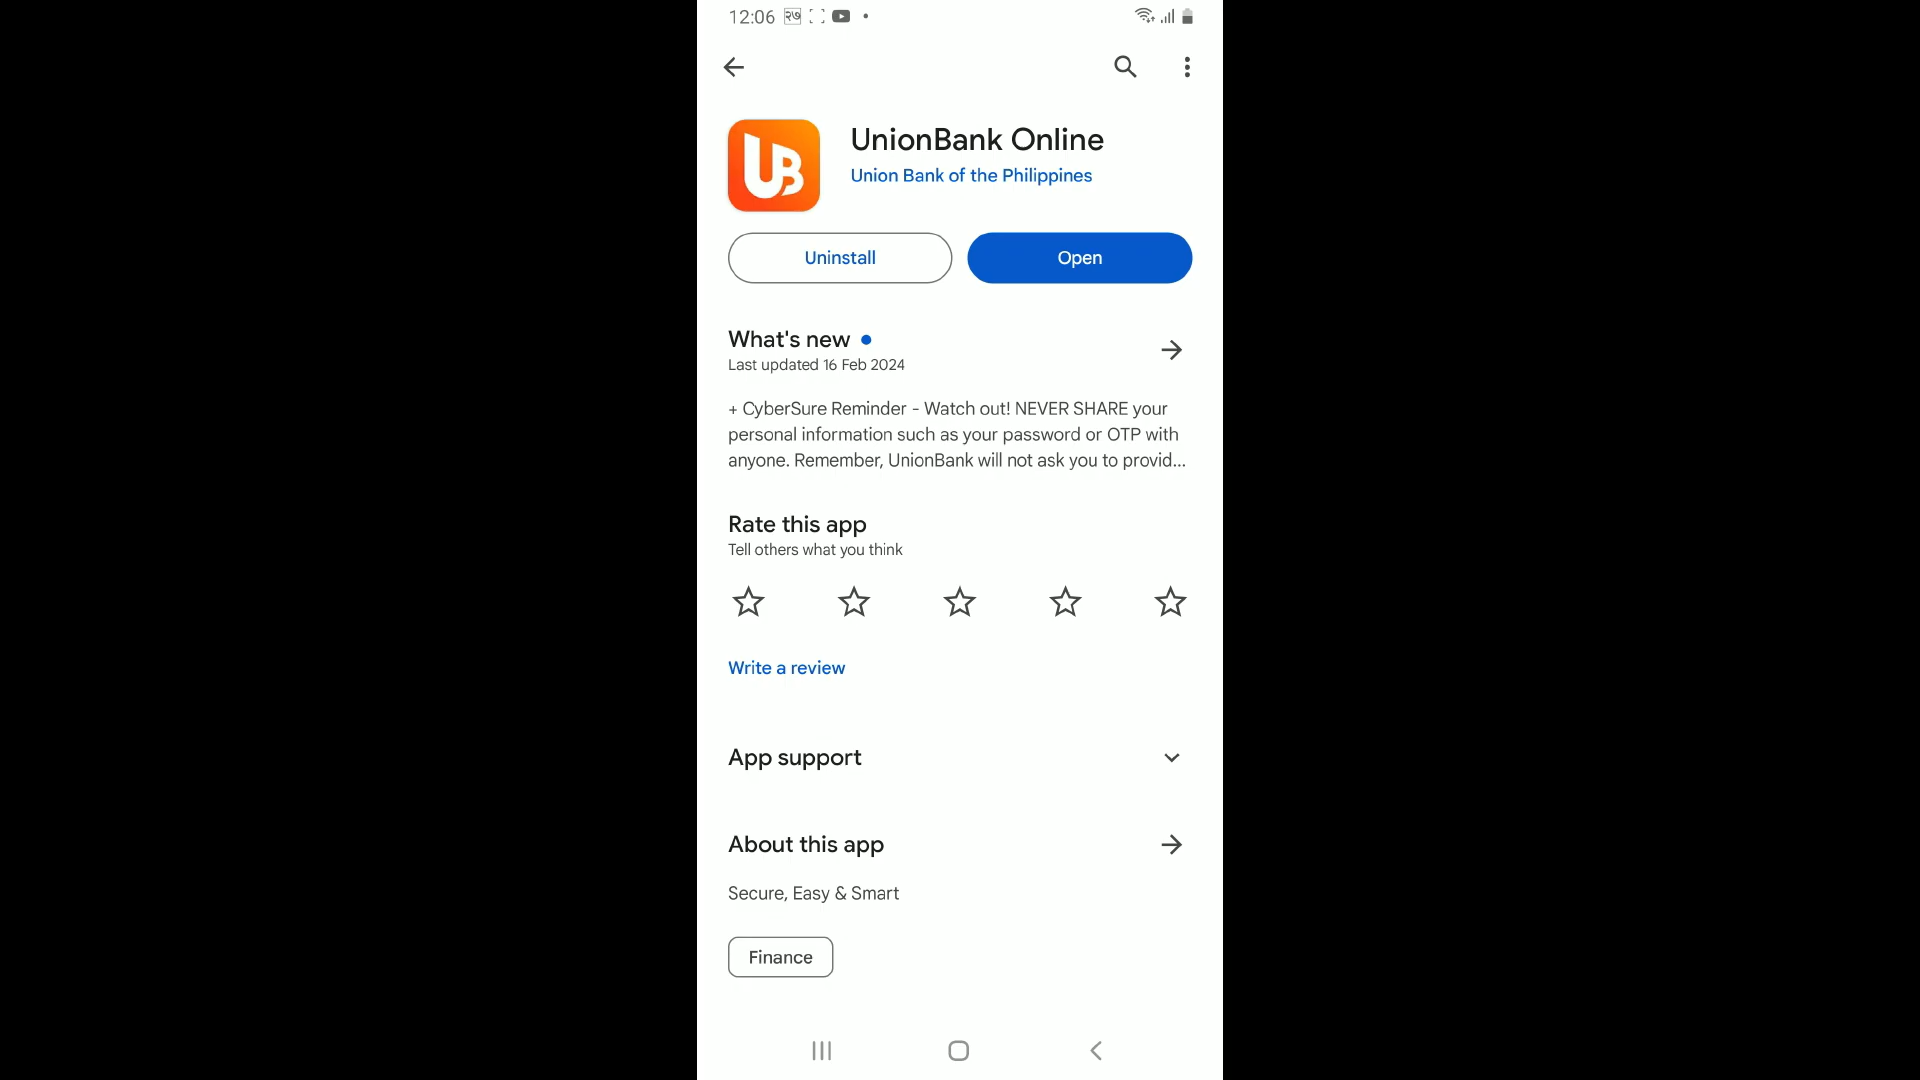 12:06 २७
UnionBank Online
Union Bank of the Philippines
Uninstall
Open
What's new
Last updated 16 Feb 2024
+ CyberSure Reminder - Watch out! NEVER SHARE your
personal information such as your password or OTP with
anyone. Remember, UnionBank will not ask you to provid...
Rate this app
Tell others what you think
Write a review
App support
About this app
Secure, Easy & Smart
Finance